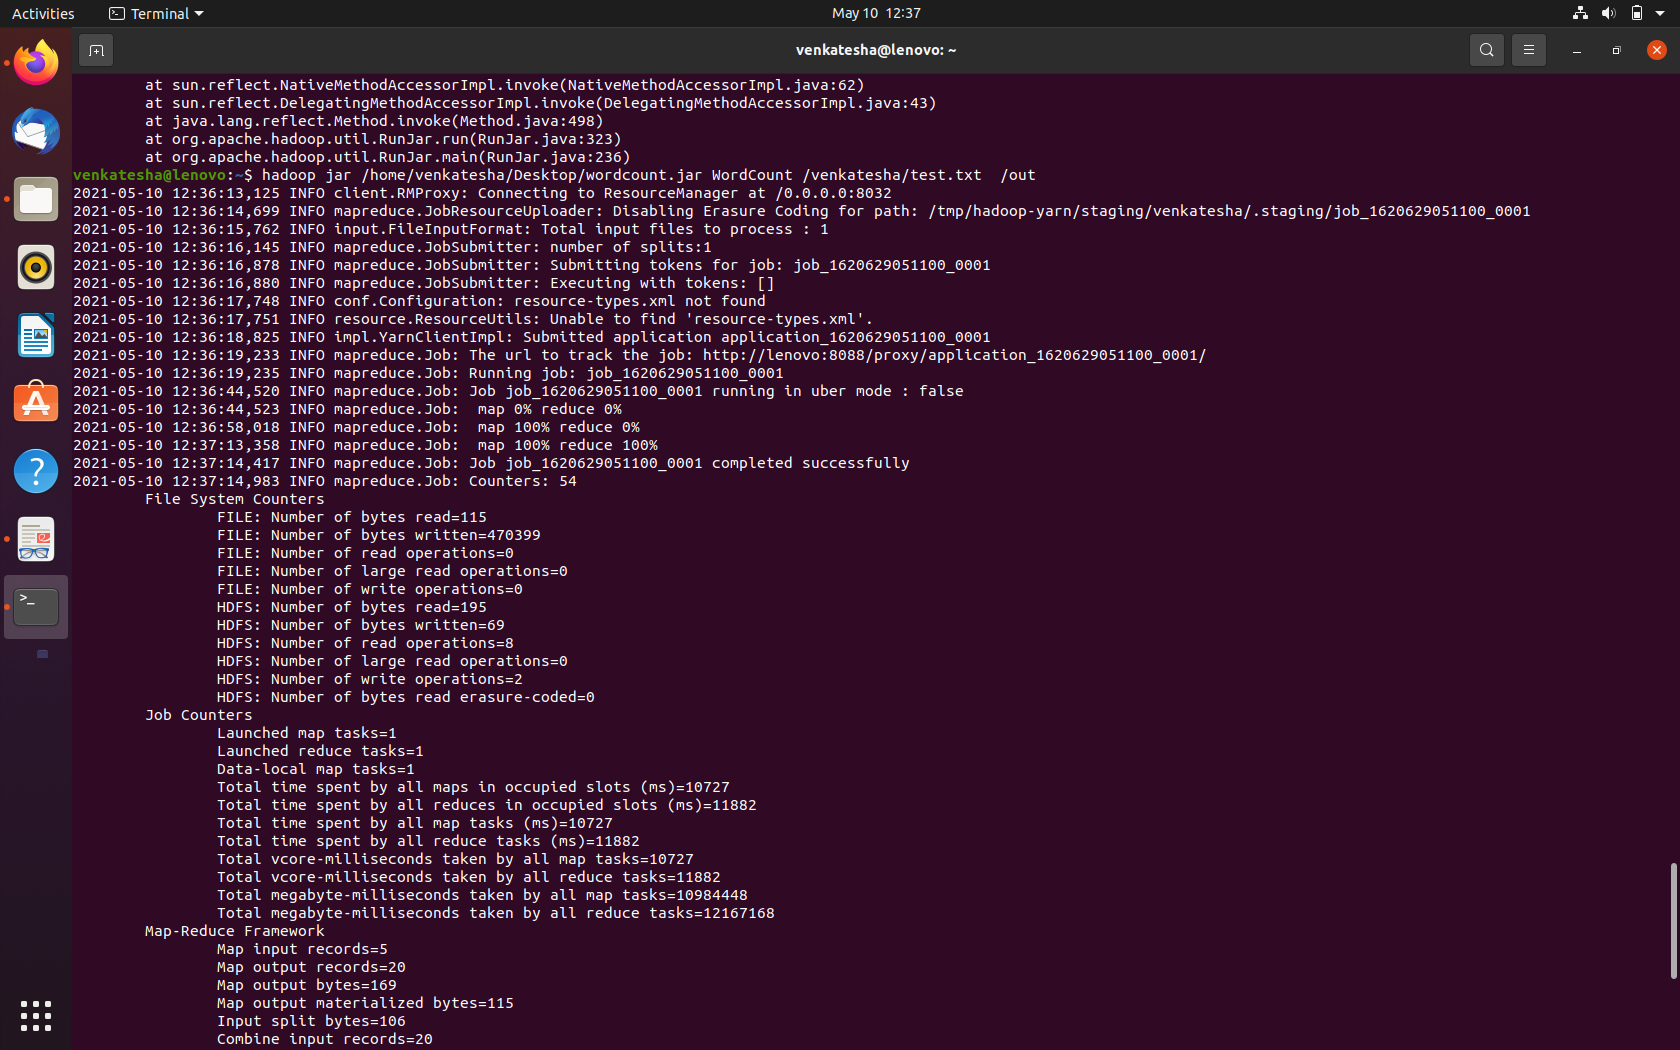 Activities
Terminal
May 10 12:37
venkatesha@lenovo: ~
at sun.reflect.NativeMethodAccessorImpl.invoke(NativeMethodAccessorImpl.java:62)
at sun.reflect.DelegatingMethodAccessorImpl.invoke(DelegatingMethodAccessorImpl.java:43)
at java.lang.reflect.Method.invoke(Method.java:498)
at org.apache.hadoop.util.RunJar.run(RunJar.java:323)
at org.apache.hadoop.util.RunJar.main(RunJar.java:236)
venkatesha@lenovo:~$ hadoop jar /home/venkatesha/Desktop/wordcount.jar WordCount /venkatesha/test.txt  /out
2021-05-10 12:36:13,125 INFO client.RMProxy: Connecting to ResourceManager at /0.0.0.0:8032
2021-05-10 12:36:14,699 INFO mapreduce.JobResourceUploader: Disabling Erasure Coding for path: /tmp/hadoop-yarn/staging/venkatesha/.staging/job_1620629051100_0001
2021-05-10 12:36:15,762 INFO input.FileInputFormat: Total input files to process : 1
2021-05-10 12:36:16,145 INFO mapreduce.JobSubmitter: number of splits:1
2021-05-10 12:36:16,878 INFO mapreduce.JobSubmitter: Submitting tokens for job: job_1620629051100_0001
2021-05-10 12:36:16,880 INFO mapreduce.JobSubmitter: Executing with tokens: []
2021-05-10 12:36:17,748 INFO conf.Configuration: resource-types.xml not found
2021-05-10 12:36:17,751 INFO resource.ResourceUtils: Unable to find 'resource-types.xml'.
2021-05-10 12:36:18,825 INFO impl.YarnClientImpl: Submitted application application_1620629051100_0001
2021-05-10 12:36:19,233 INFO mapreduce.Job: The url to track the job: http://lenovo:8088/proxy/application_1620629051100_0001/
2021-05-10 12:36:19,235 INFO mapreduce.Job: Running job: job_1620629051100_0001
2021-05-10 12:36:44,520 INFO mapreduce.Job: Job job_1620629051100_0001 running in uber mode : false
2021-05-10 12:36:44,523 INFO mapreduce.Job:  map 0% reduce 0%
2021-05-10 12:36:58,018 INFO mapreduce.Job:  map 100% reduce 0%
2021-05-10 12:37:13,358 INFO mapreduce.Job:  map 100% reduce 100%
2021-05-10 12:37:14,417 INFO mapreduce.Job: Job job_1620629051100_0001 completed successfully
2021-05-10 12:37:14,983 INFO mapreduce.Job: Counters: 54
File System Counters
FILE: Number of bytes read=115
FILE: Number of bytes written=470399
FILE: Number of read operations=0
FILE: Number of large read operations=0
FILE: Number of write operations=0
HDFS: Number of bytes read=195
HDFS: Number of bytes written=69
HDFS: Number of read operations=8
HDFS: Number of large read operations=0
HDFS: Number of write operations=2
HDFS: Number of bytes read erasure-coded=0
Job Counters
Launched map tasks=1
Launched reduce tasks=1
Data-local map tasks=1
Total time spent by all maps in occupied slots (ms)=10727
Total time spent by all reduces in occupied slots (ms)=11882
Total time spent by all map tasks (ms)=10727
Total time spent by all reduce tasks (ms)=11882
Total vcore-milliseconds taken by all map tasks=10727
Total vcore-milliseconds taken by all reduce tasks=11882
Total megabyte-milliseconds taken by all map tasks=10984448
Total megabyte-milliseconds taken by all reduce tasks=12167168
Map-Reduce Framework
Map input records=5
Map output records=20
Map output bytes=169
Map output materialized bytes=115
Input split bytes=106
Combine input records=20